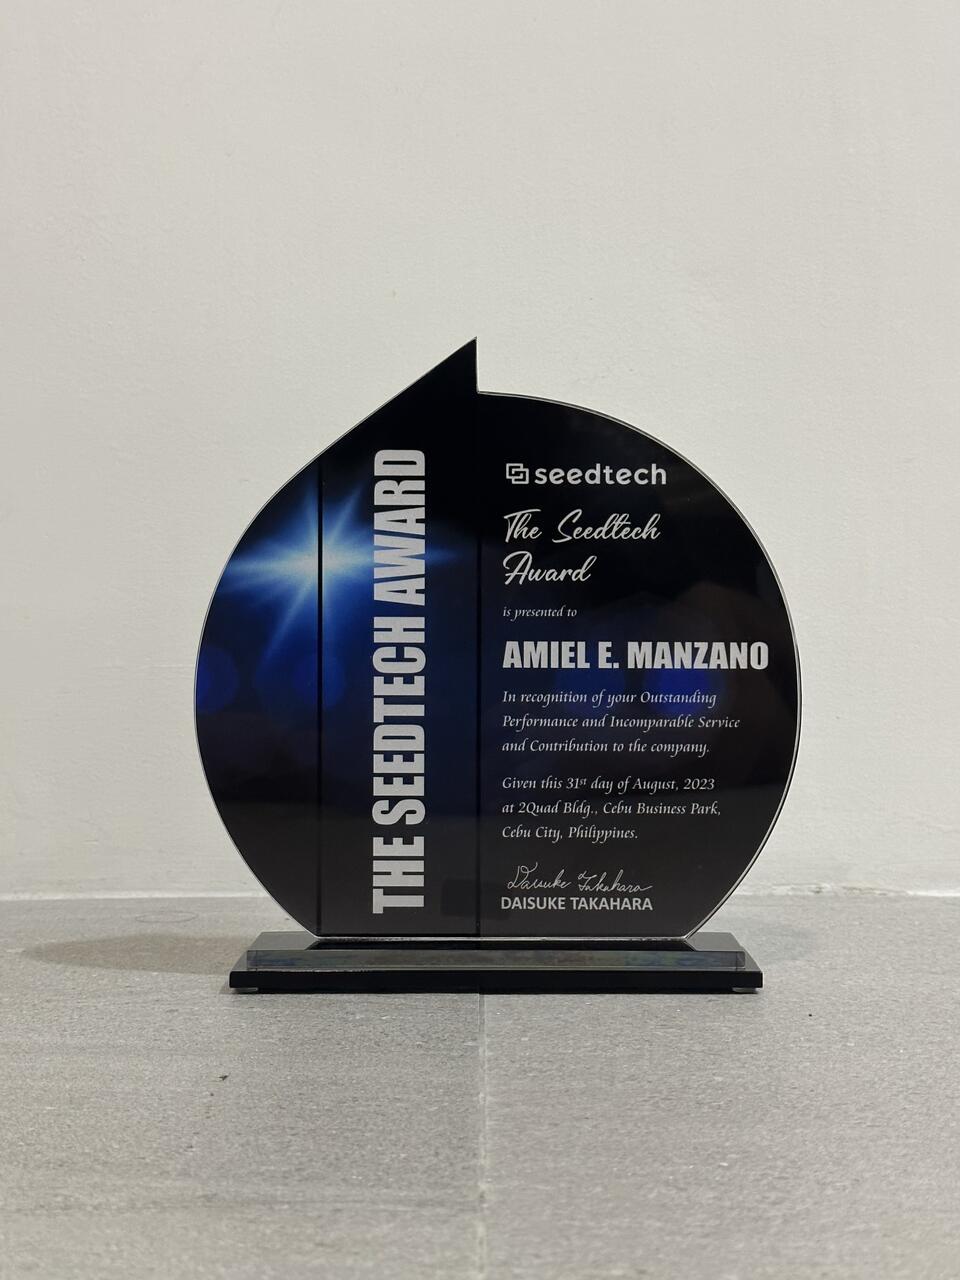 THE SEEDTECH AWARD
seedtech
The Seedtech
Award
is presented to
AMIEL E. MANZANO
In recognition of your Outstanding
Performance and Incomparable Service
and Contribution to the company.
Given this 31st day of August, 2023
at 2Quad Bldg., Cebu Business Park,
Cebu City, Philippines.
Daisuke Takahara
DAISUKE TAKAHARA